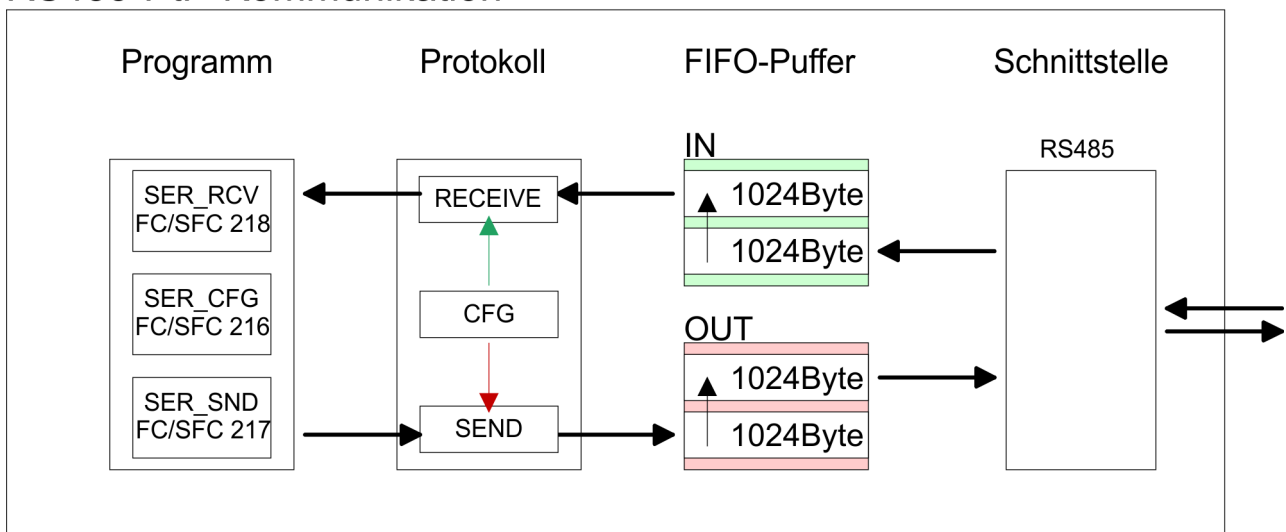 Programm
Protokoll
FIFO-Puffer
Schnittstelle
IN
RS485
SER_RCV
FC/SFC 218
RECEIVE
1024Byte
1024Byte
SER_CFG
FC/SFC 216
CFG
OUT
1024Byte
SER_SND
FC/SFC 217
SEND
1024Byte